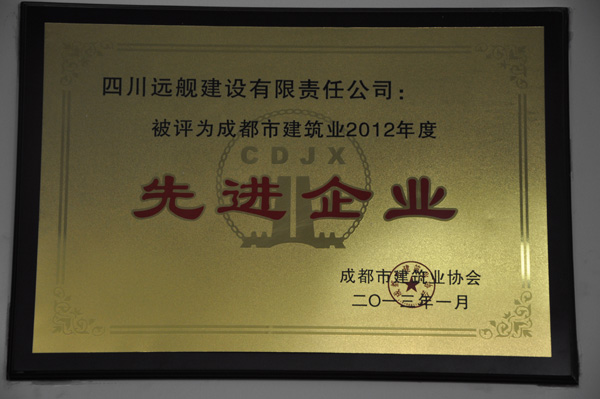 四川远舰建设有限责任公司：
被评为成都市建筑业2012年度
CDJX
先进企业
成都市建筑业协会
二〇一三年一月